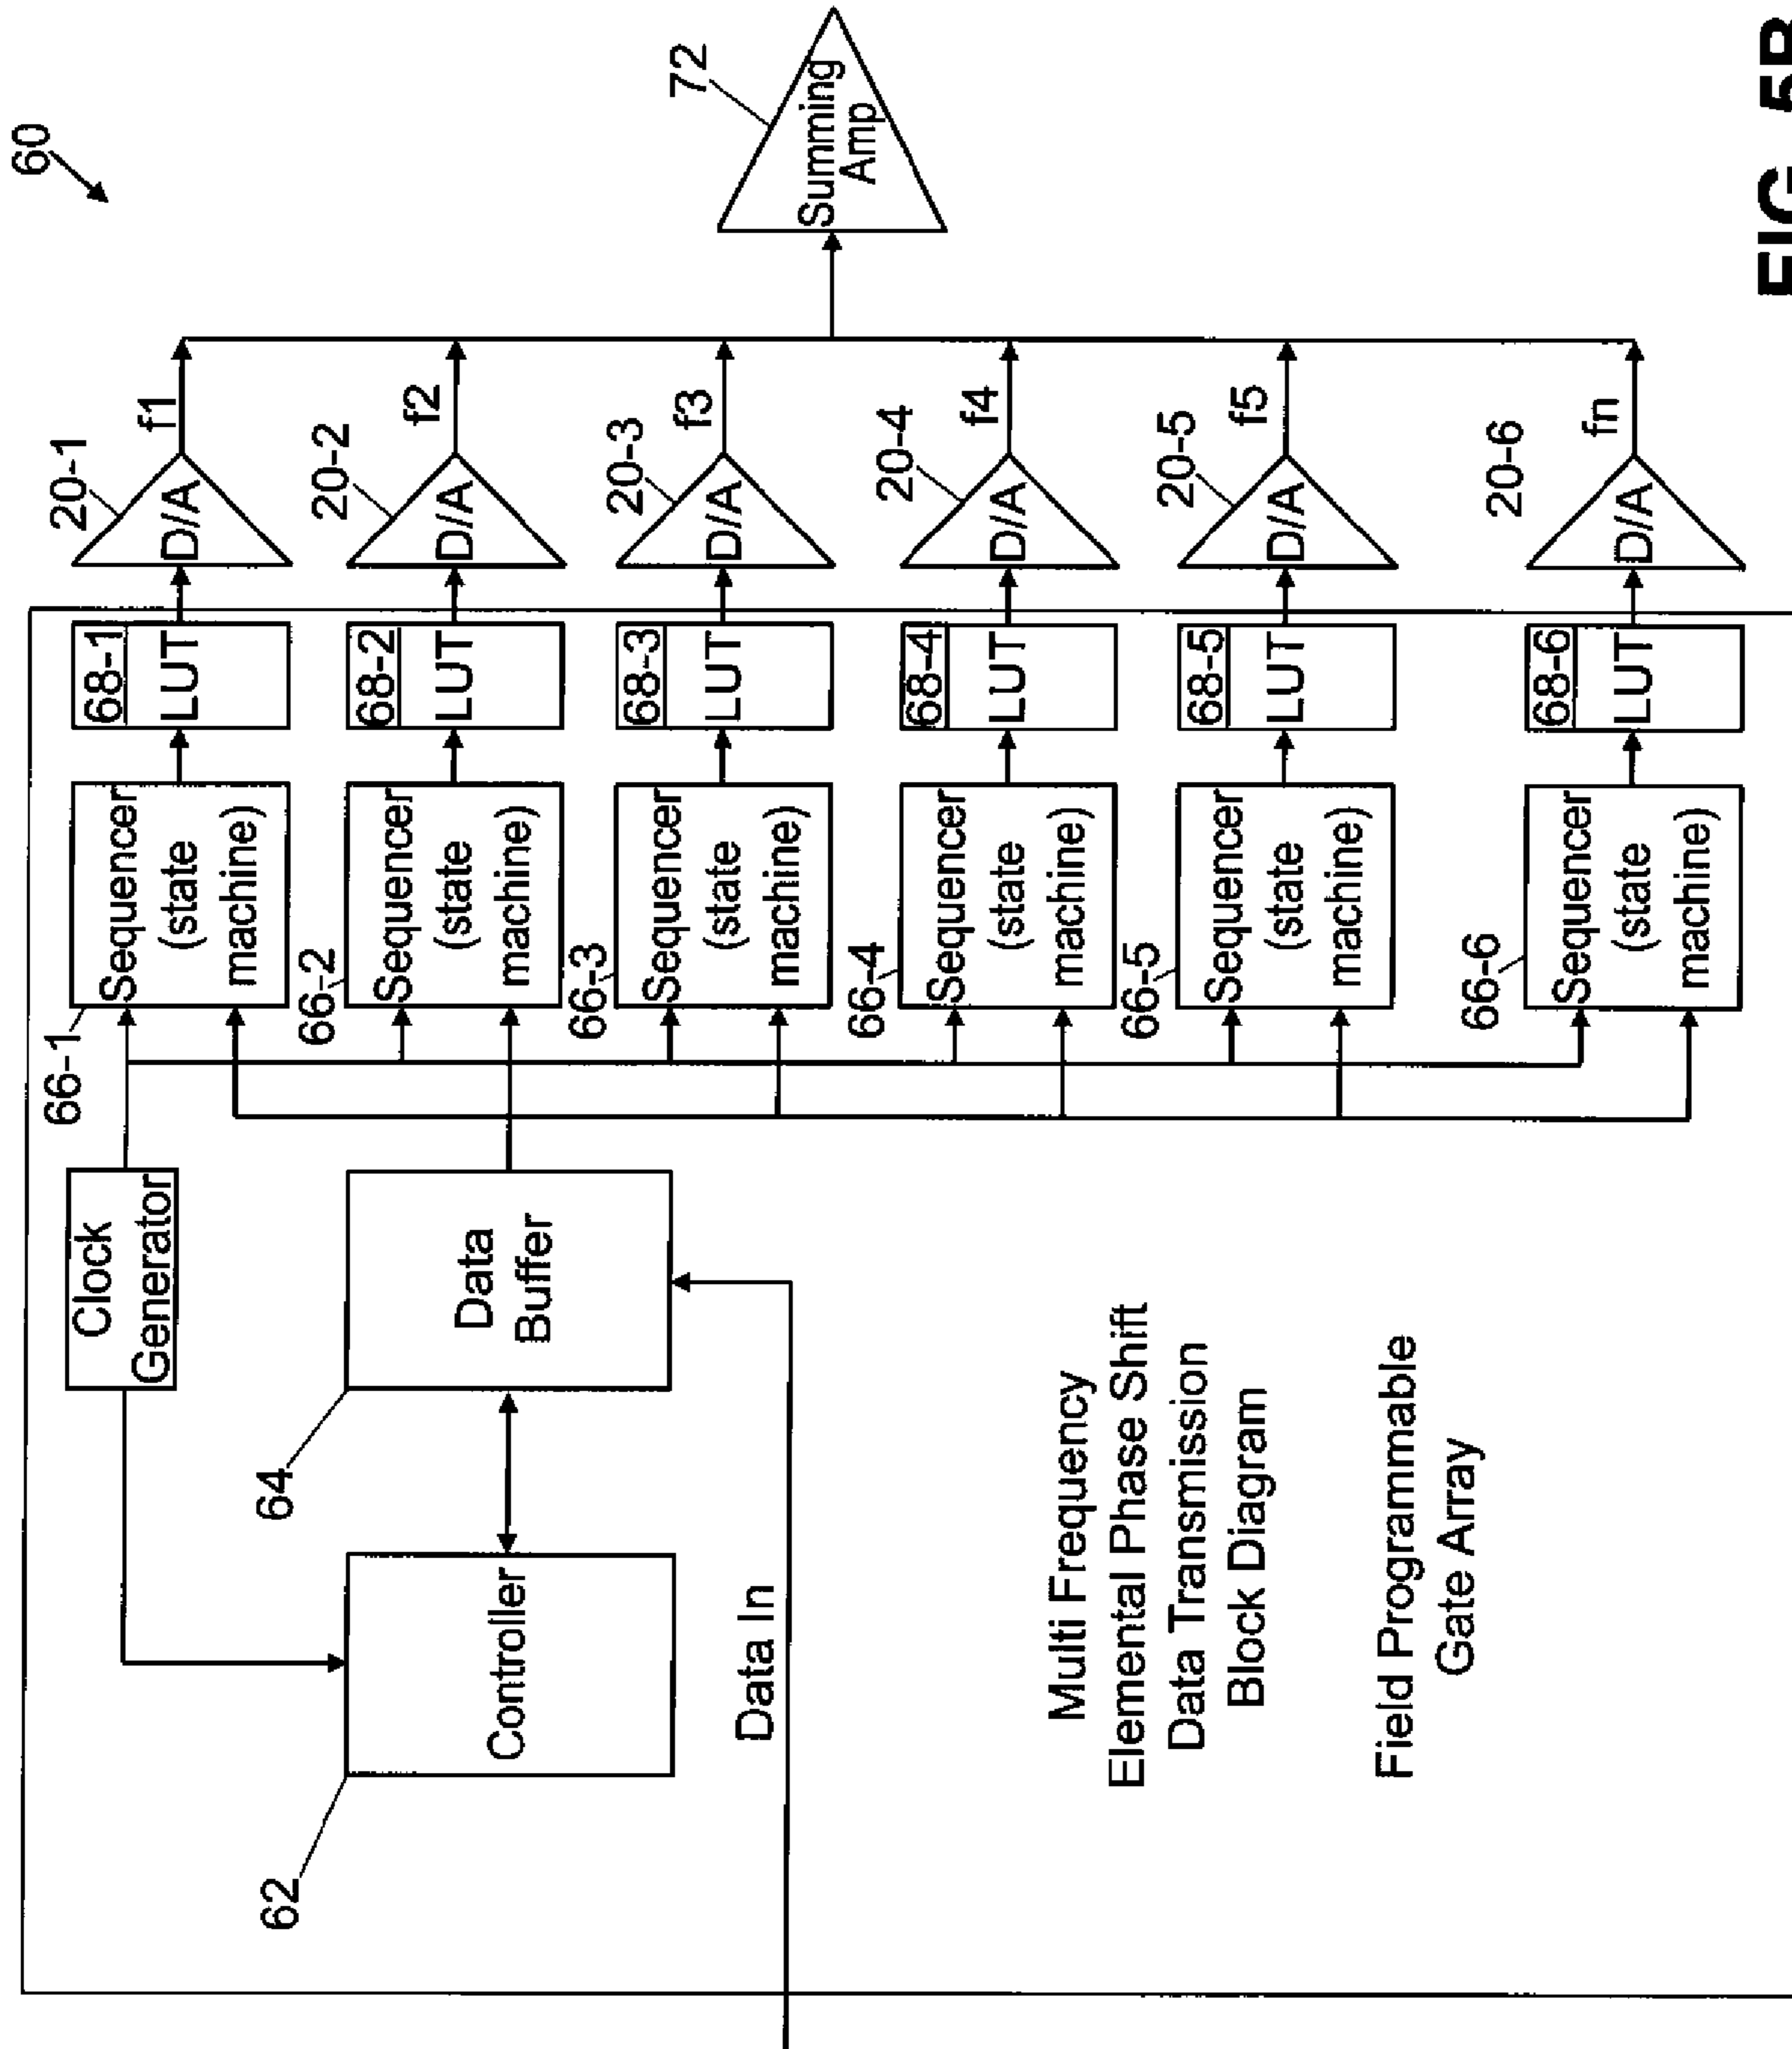 60
Clock
Generator
66-1
Sequencer
(state
machine)
68-1
LUT
20-1
D/A
f1
62
Controller
64
Data
Buffer
66-2
Sequencer
(state
machine)
68-2
LUT
20-2
D/A
f2
Data In
66-3
Sequencer
(state
machine)
68-3
LUT
20-3
D/A
f3
72
Summing
Amp
66-4
Sequencer
(state
machine)
68-4
LUT
20-4
D/A
f4
66-5
Sequencer
(state
machine)
68-5
LUT
20-5
D/A
f5
66-6
Sequencer
(state
machine)
68-6
LUT
20-6
D/A
fn
Multi Frequency
Elemental Phase Shift
Data Transmission
Block Diagram
Field Programmable
Gate Array
FIG. 5B